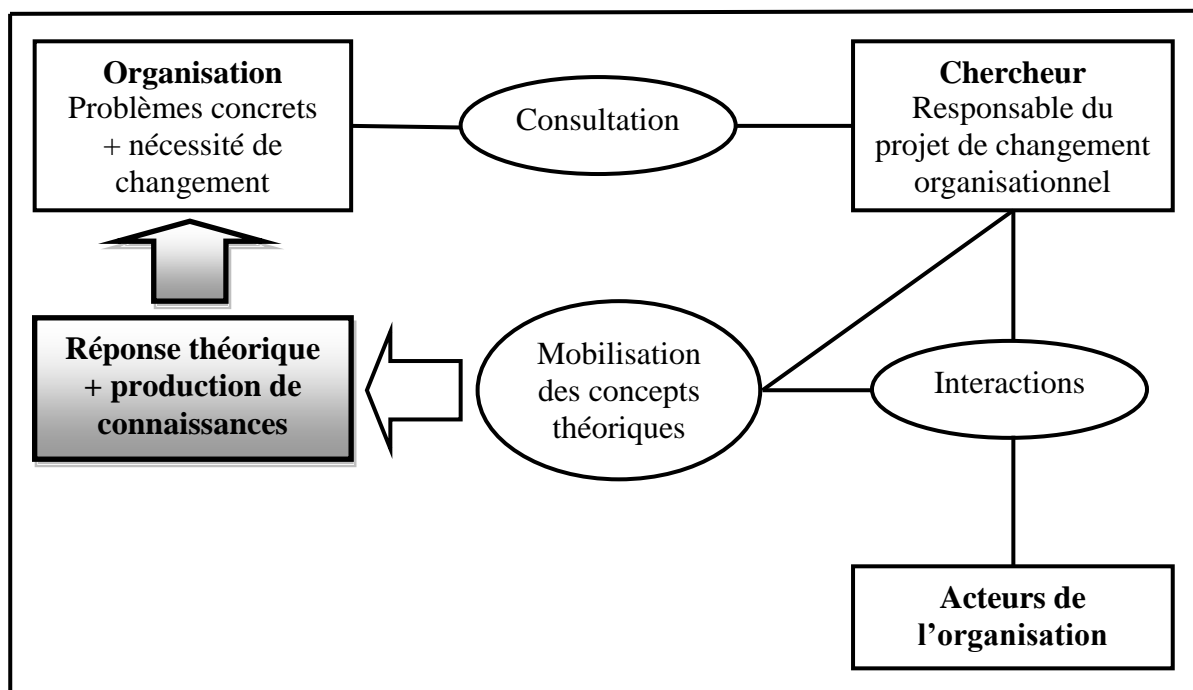 Organisation
Problèmes concrets
+ nécessité de
changement
Consultation
Chercheur
Responsable du
projet de changement
organisationnel
Réponse théorique
+ production de
connaissances
Mobilisation
des concepts
théoriques
Interactions
Acteurs de
l’organisation